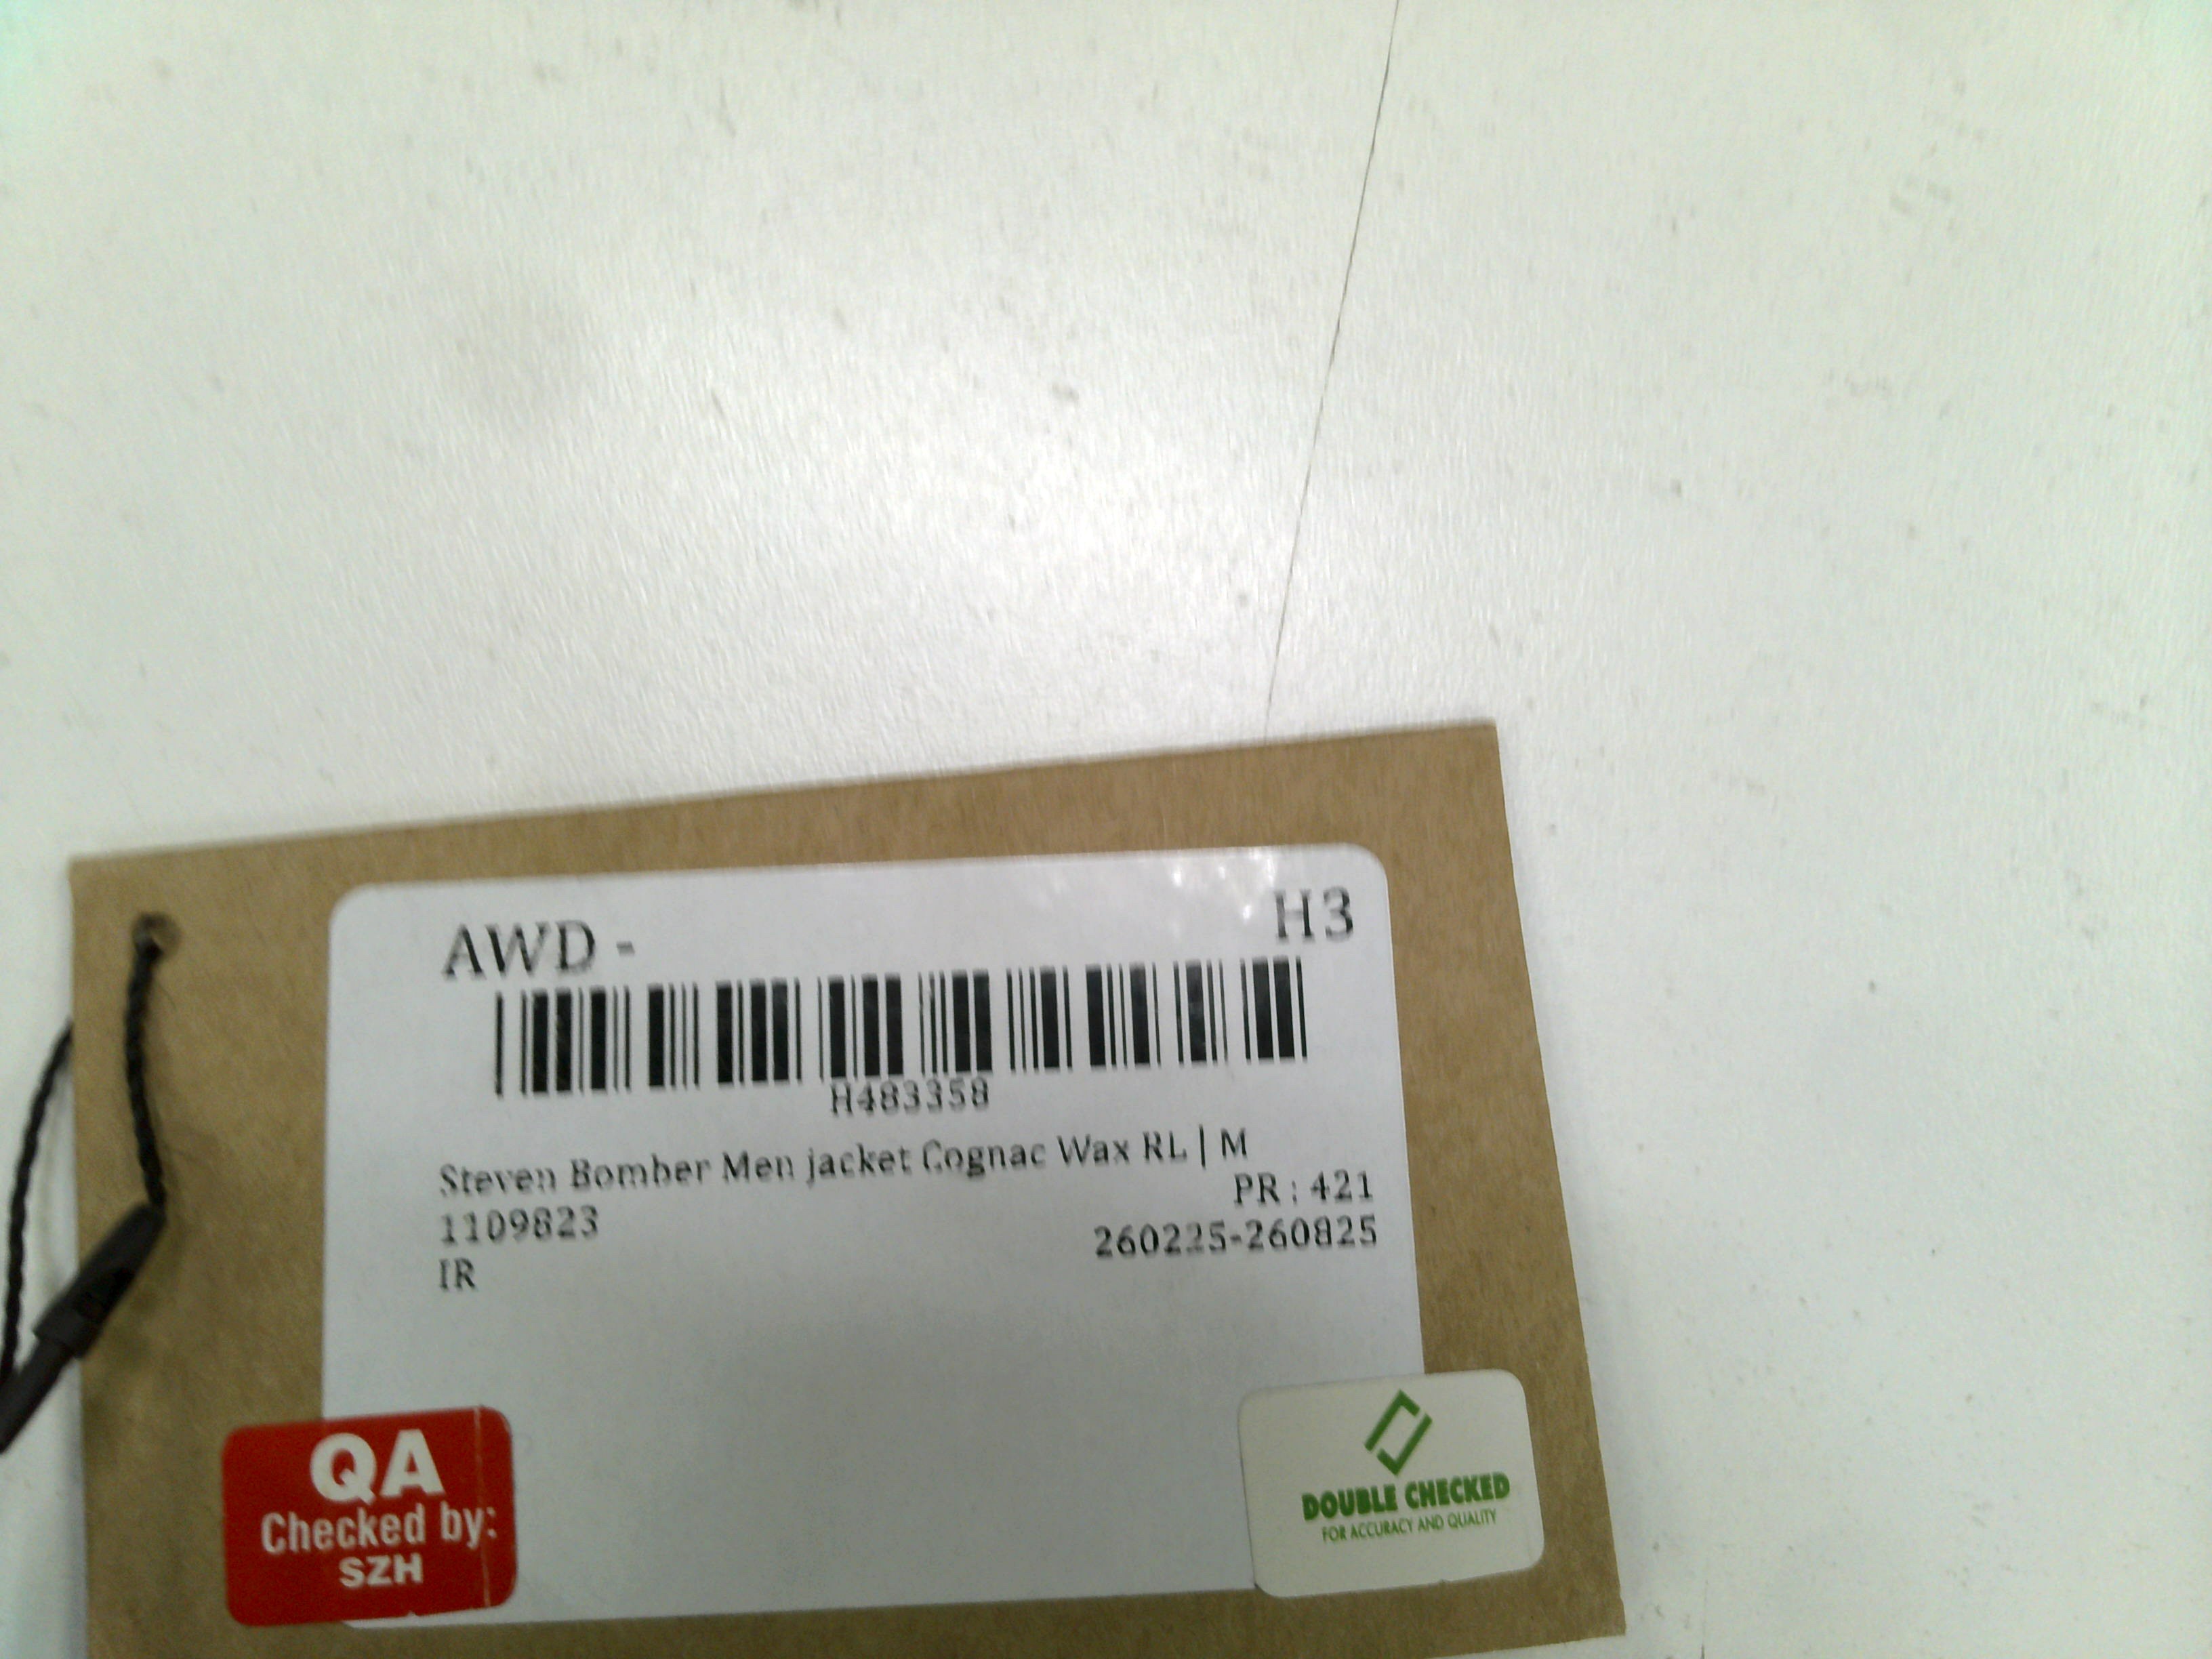 AWD - H3
H483358
Steven Bomber Men jacket Cognac Wax RL | M
PR : 421
1109823
260225-260825
IR
QA
Checked by:
SZH
DOUBLE CHECKED
FOR ACCURACY AND QUALITY